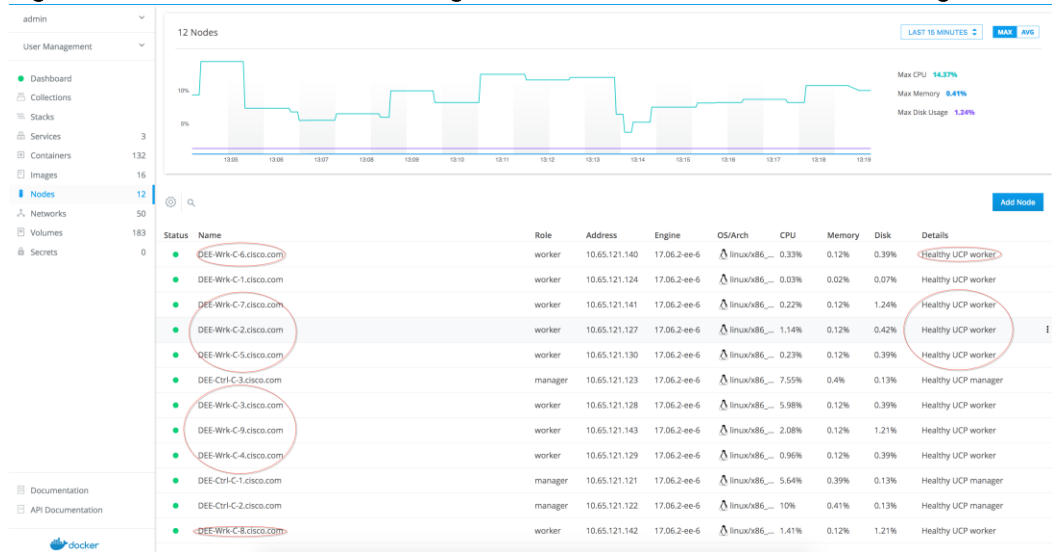 admin
User Management
Dashboard
Collections
Stacks
Services 3
Containers 132
Images 16
Nodes 12
Networks 50
Volumes 183
Secrets 0
Documentation
API Documentation
docker
12 Nodes
LAST 15 MINUTES MAX AVG
10%
Max CPU 14.37%
Max Memory 0.41%
Max Disk Usage 1.24%
13:05 13:06 13:07 13:08 13:09 13:10 13:11 13:12 13:13 13:14 13:15 13:16 13:17 13:18 13:19
Add Node
Status Name Role Address Engine OS/Arch CPU Memory Disk Details
DEE-Wrk-C-6.cisco.com worker 10.65.121.140 17.06.2-ee-6 linux/x86_... 0.33% 0.12% 0.39% Healthy UCP worker
DEE-Wrk-C-1.cisco.com worker 10.65.121.124 17.06.2-ee-6 linux/x86_... 0.03% 0.02% 0.07% Healthy UCP worker
DEE-Wrk-C-7.cisco.com worker 10.65.121.141 17.06.2-ee-6 linux/x86_... 0.22% 0.12% 1.24% Healthy UCP worker
DEE-Wrk-C-2.cisco.com worker 10.65.121.127 17.06.2-ee-6 linux/x86_... 1.14% 0.12% 0.42% Healthy UCP worker
DEE-Wrk-C-5.cisco.com worker 10.65.121.130 17.06.2-ee-6 linux/x86_... 0.23% 0.12% 0.39% Healthy UCP worker
DEE-Ctrl-C-3.cisco.com manager 10.65.121.123 17.06.2-ee-6 linux/x86_... 7.55% 0.4% 0.13% Healthy UCP manager
DEE-Wrk-C-3.cisco.com worker 10.65.121.128 17.06.2-ee-6 linux/x86_... 5.98% 0.12% 0.39% Healthy UCP worker
DEE-Wrk-C-9.cisco.com worker 10.65.121.143 17.06.2-ee-6 linux/x86_... 2.08% 0.12% 1.21% Healthy UCP worker
DEE-Wrk-C-4.cisco.com worker 10.65.121.129 17.06.2-ee-6 linux/x86_... 0.96% 0.12% 0.39% Healthy UCP worker
DEE-Ctrl-C-1.cisco.com manager 10.65.121.121 17.06.2-ee-6 linux/x86_... 5.64% 0.39% 0.13% Healthy UCP manager
DEE-Ctrl-C-2.cisco.com manager 10.65.121.122 17.06.2-ee-6 linux/x86_... 10% 0.41% 0.13% Healthy UCP manager
DEE-Wrk-C-8.cisco.com worker 10.65.121.142 17.06.2-ee-6 linux/x86_... 1.41% 0.12% 1.21% Healthy UCP worker